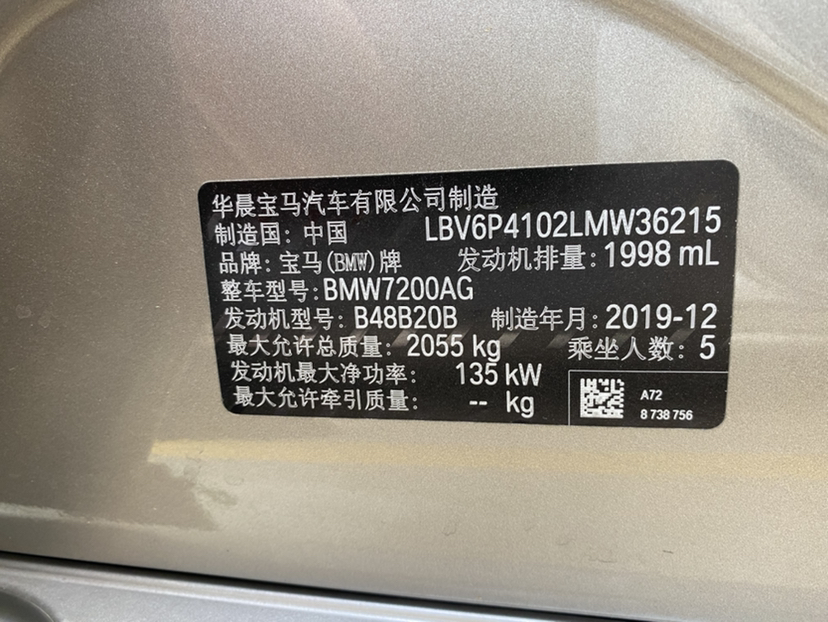 华晨宝马汽车有限公司制造
制造国: 中国 LBV6P4102LMW36215
品牌: 宝马(BMW)牌 发动机排量: 1998 mL
整车型号: BMW7200AG
发动机型号: B48B20B 制造年月: 2019-12
最大允许总质量: 2055 kg 乘坐人数: 5
发动机最大净功率: 135 kW
最大允许牵引质量: -- kg
A72
8 738 756